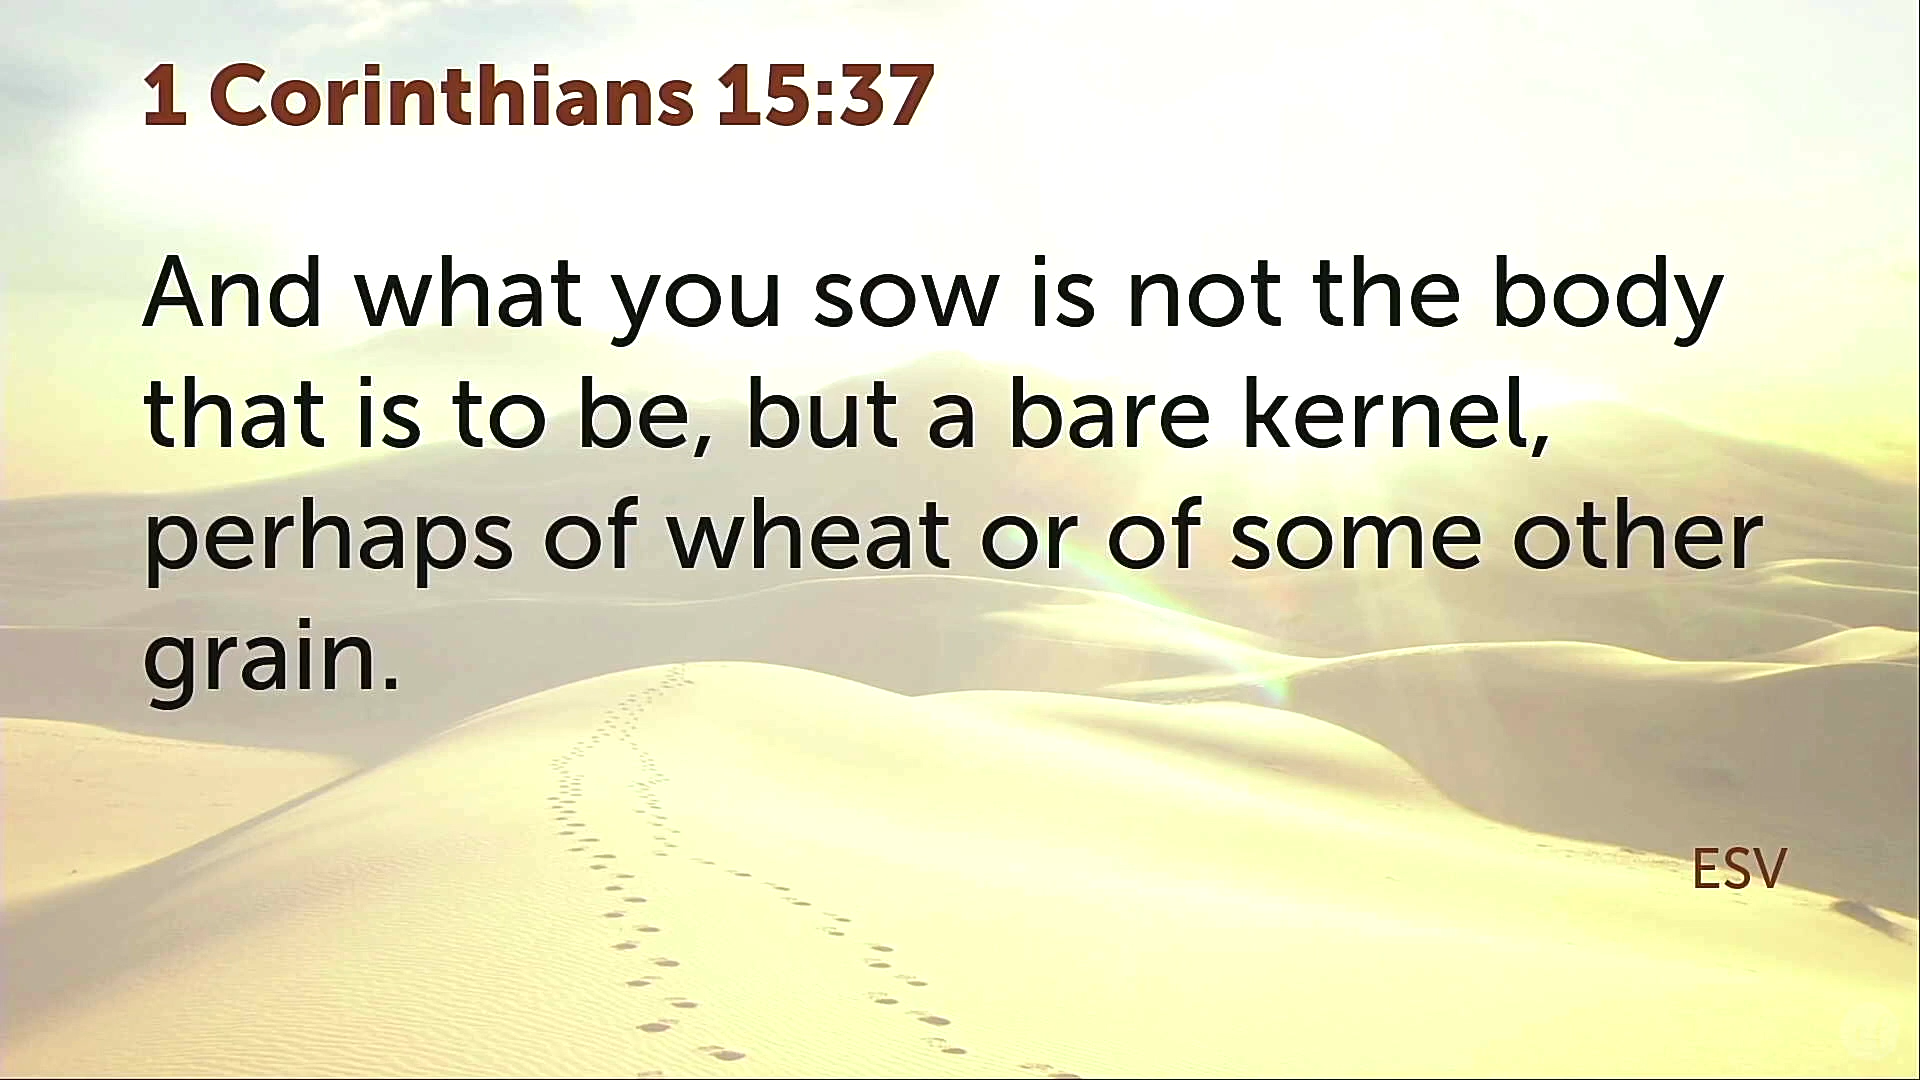 1 Corinthians 15:37
And what you sow is not the body
that is to be, but a bare kernel,
perhaps of wheat or of some other
grain.
ESV